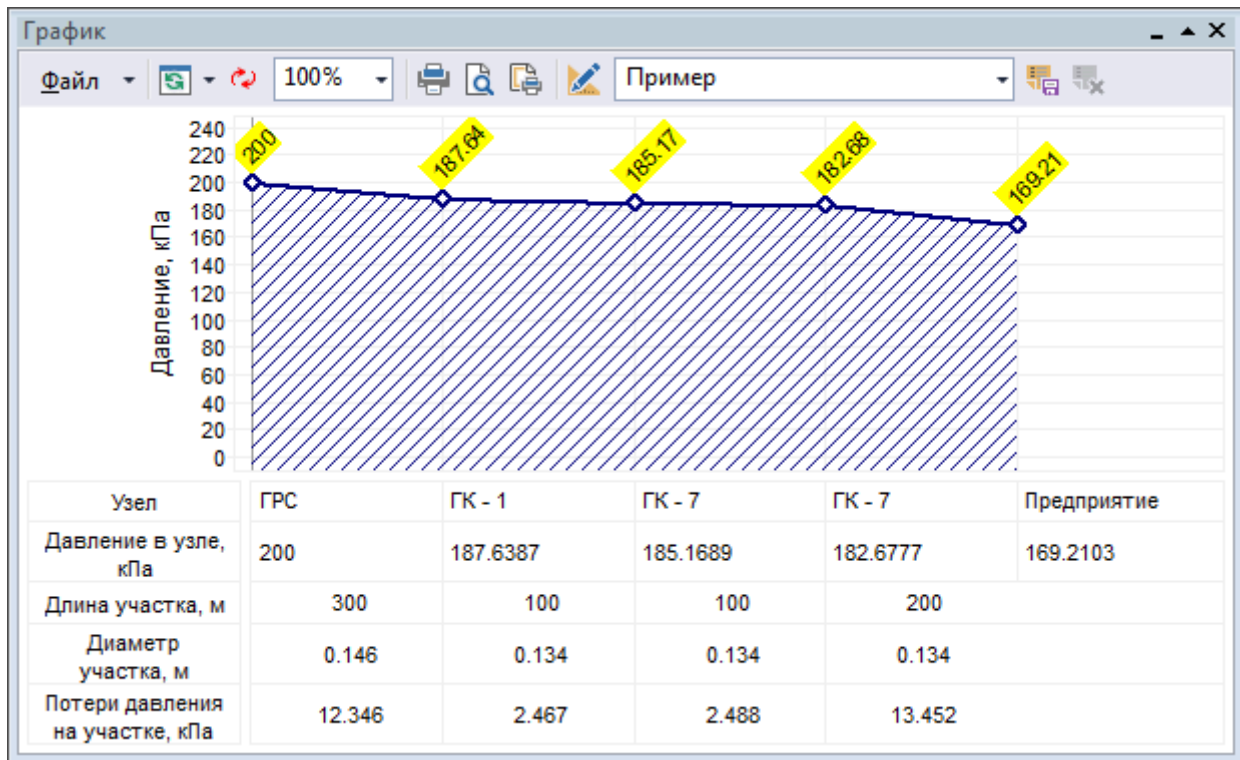 График
Файл 100% Пример
240
220
200
180
160
140
120
100
80
60
40
20
0
Давление, кПа
200 187.64 185.17 182.68 169.21
Узел ГРС ГК - 1 ГК - 7 ГК - 7 Предприятие
Давление в узле,
кПа
200 187.6387 185.1689 182.6777 169.2103
Длина участка, м 300 100 100 200
Диаметр
участка, м
0.146 0.134 0.134 0.134
Потери давления
на участке, кПа
12.346 2.467 2.488 13.452